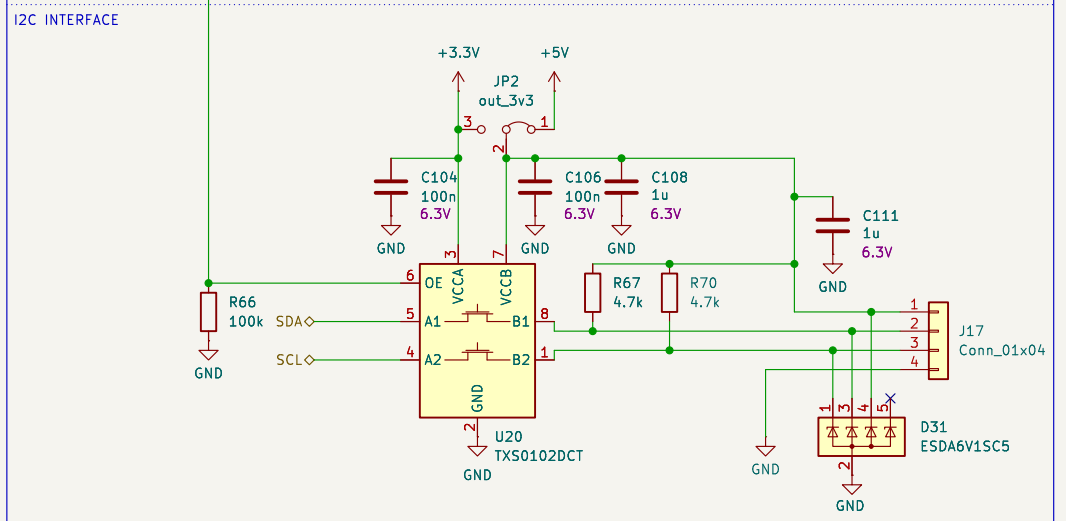 I2C INTERFACE
+3.3V
+5V
JP2
out_3v3
3
1
2
C104
100n
6.3V
GND
C106
100n
6.3V
GND
C108
1u
6.3V
GND
C111
1u
6.3V
GND
3
7
6
OE
VCCA
VCCB
R66
100k
GND
SDA
5
A1
B1
8
SCL
4
A2
B2
1
GND
2
U20
TXS0102DCT
GND
R67
4.7k
R70
4.7k
1
2
3
4
J17
Conn_01x04
GND
1
3
4
5
D31
ESDA6V1SC5
2
GND